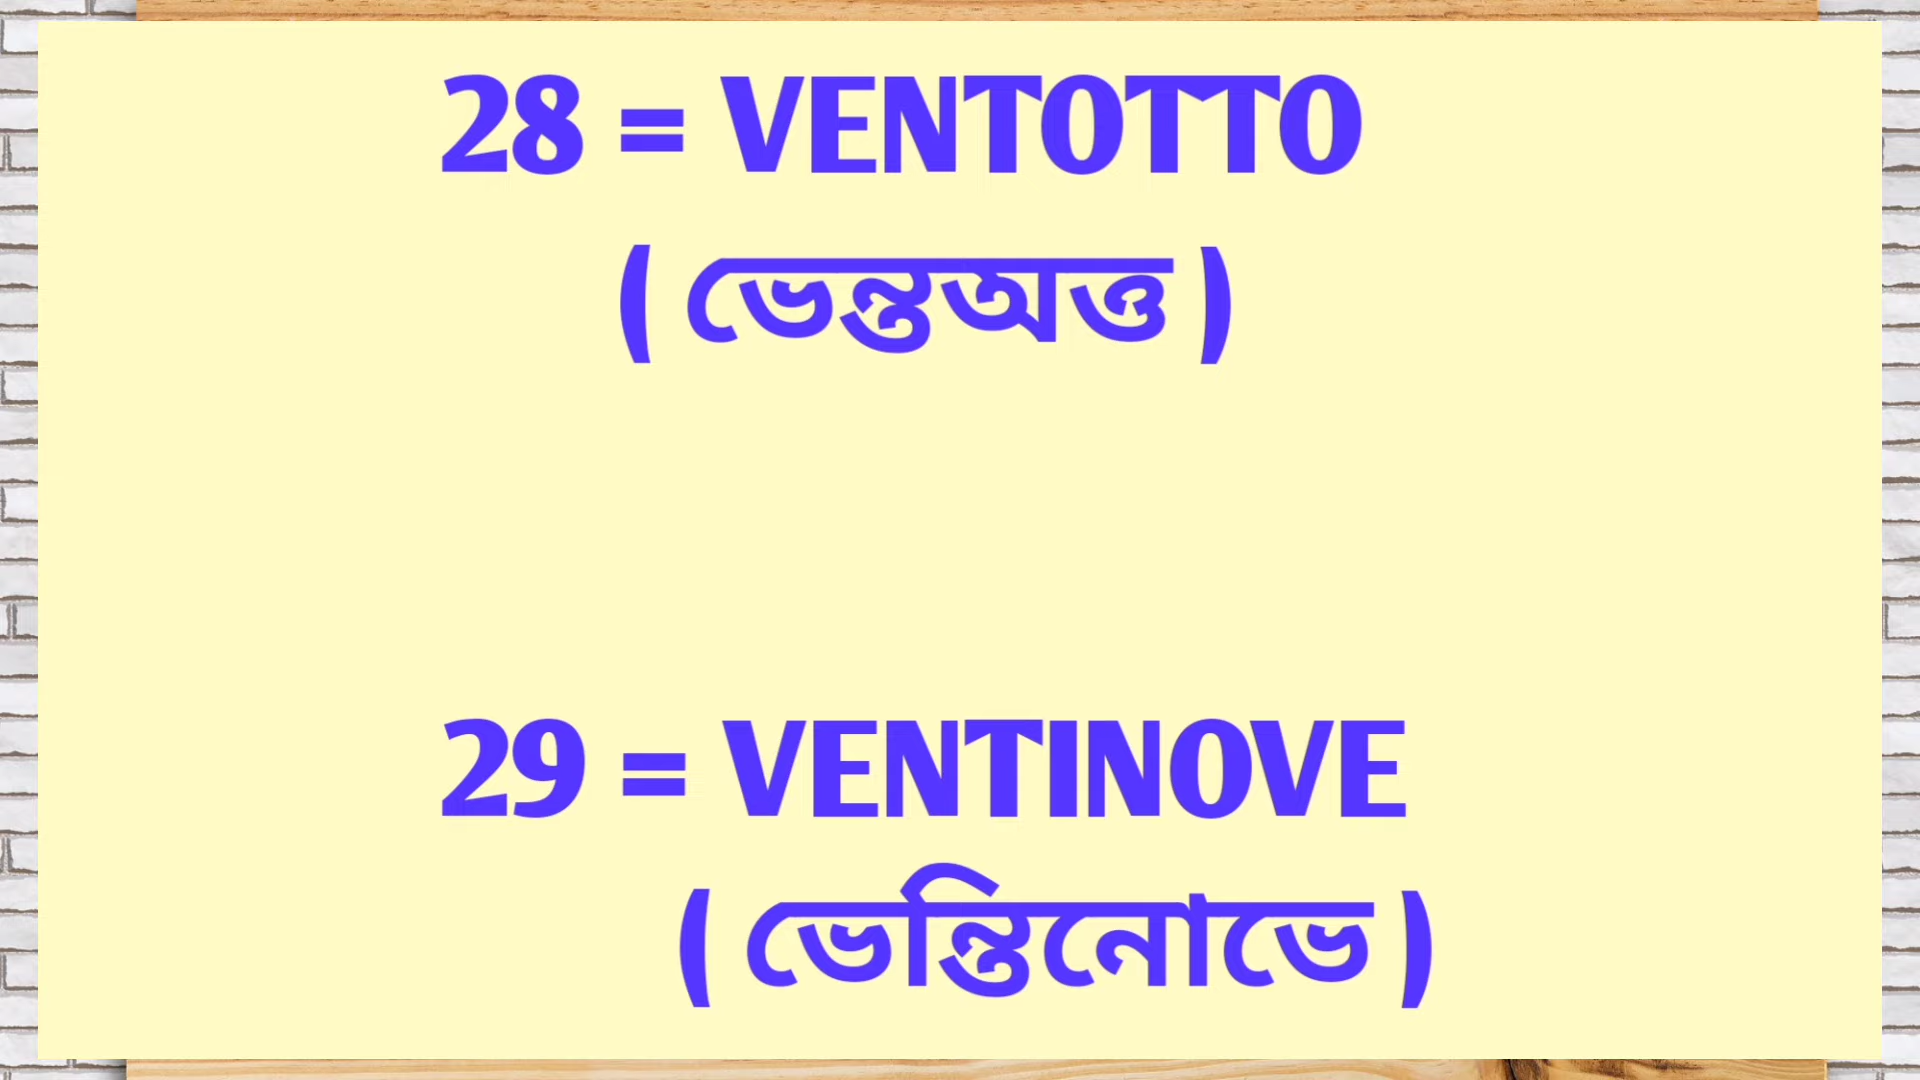 28 = VENTOTTO
( ভেন্তঅত্ত )
29 = VENTINOVE
( ভেন্তিনোভে )